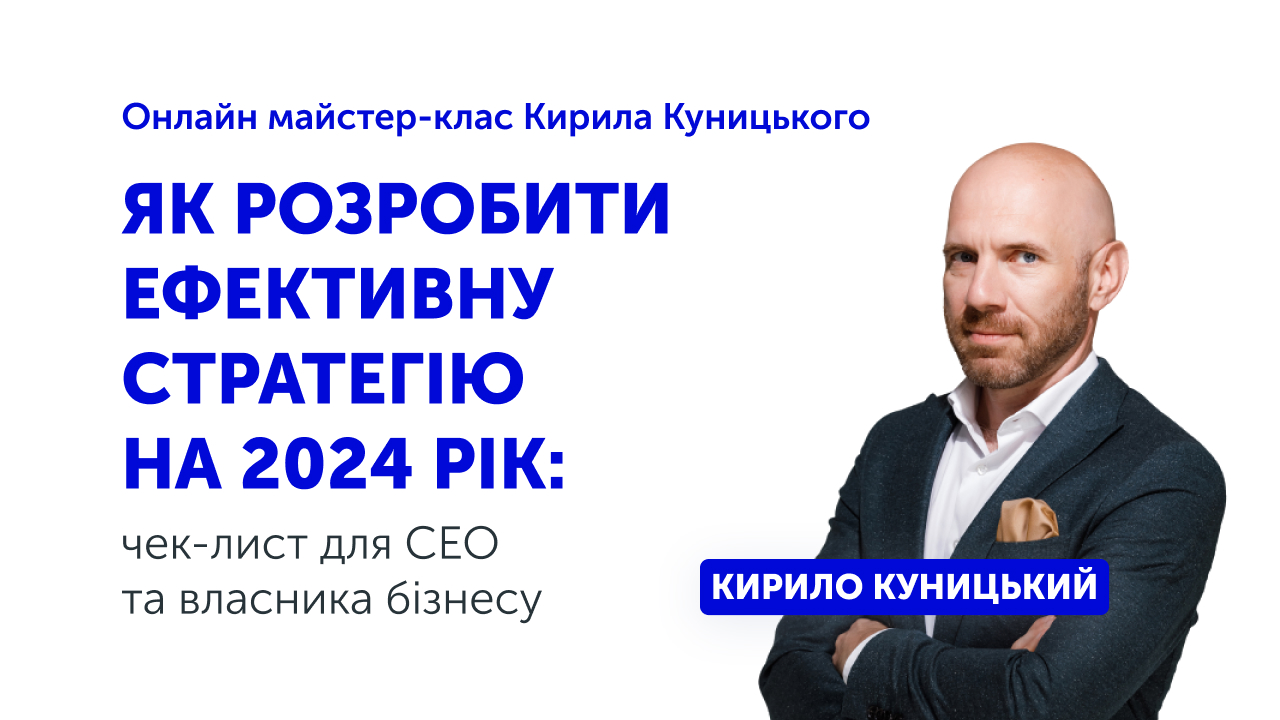 Онлайн майстер-клас Кирила Куницького
ЯК РОЗРОБИТИ
ЕФЕКТИВНУ
СТРАТЕГІЮ
НА 2024 РІК:
чек-лист для СЕО
та власника бізнесу
КИРИЛО КУНИЦЬКИЙ